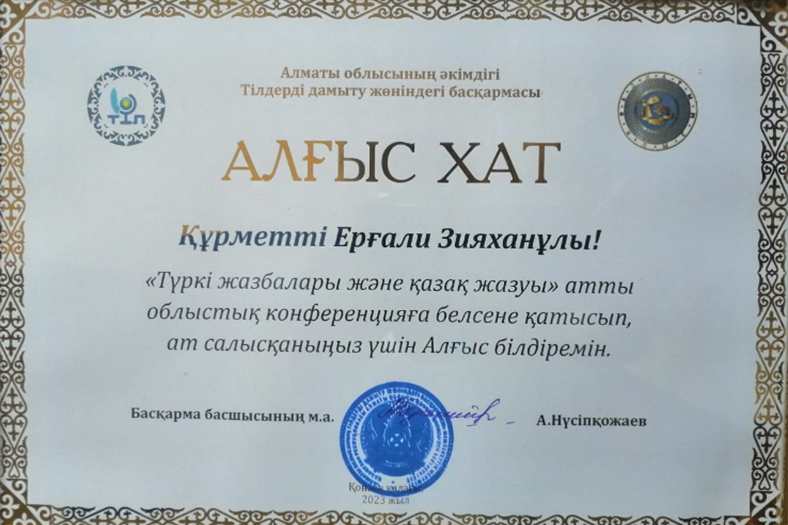 Алматы облысының әкімдігі
Тілдерді дамыту жөніндегі басқармасы
тіл
АЛҒЫС ХАТ
Құрметті Ерғали Зияханұлы!
«Түркі жазбалары және қазақ жазуы» атты
облыстық конференцияға белсене қатысып,
ат салысқаныңыз үшін Алғыс білдіремін.
Басқарма басшысының м.а.
А.Нүсіпқожаев
2023 жыл